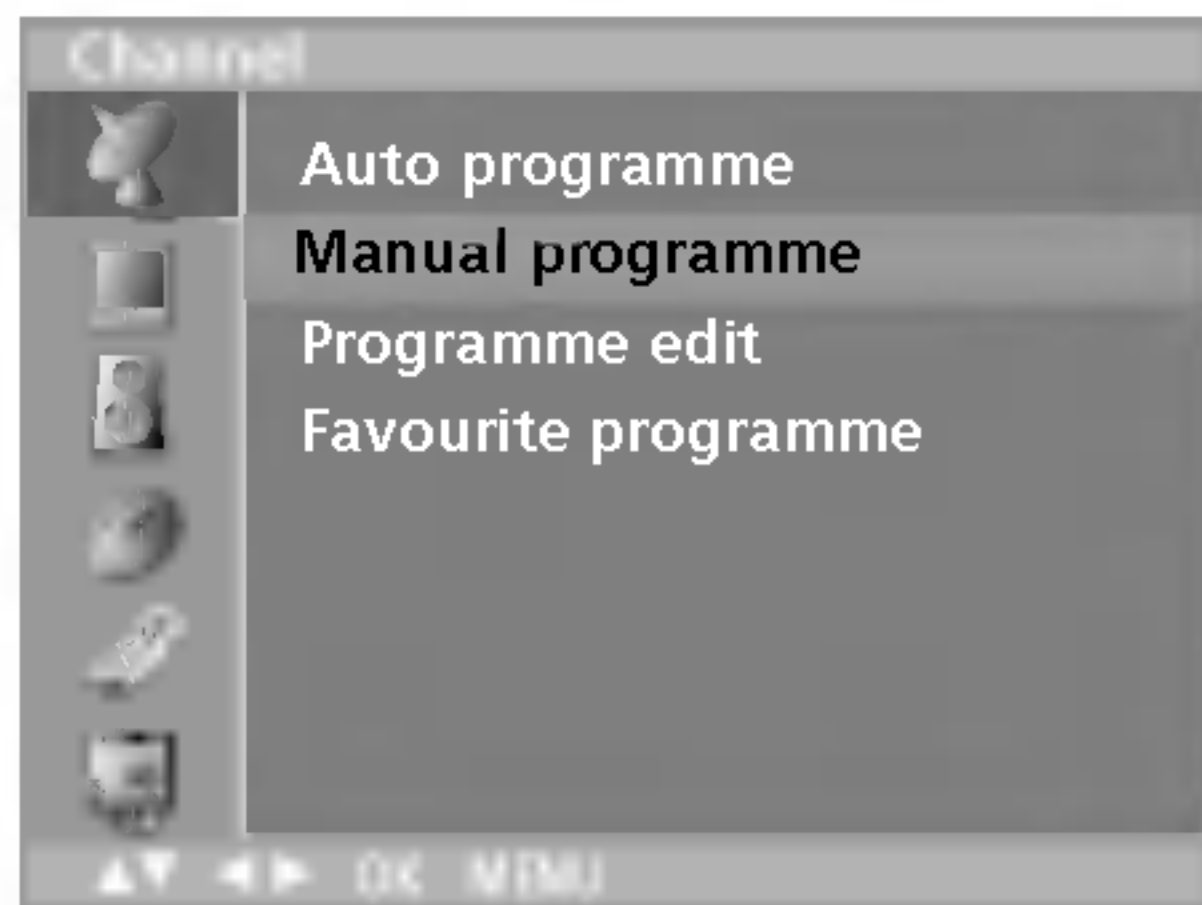 Channel
Auto programme
Manual programme
Programme edit
Favourite programme
▲▼ ◀▶ OK MENU